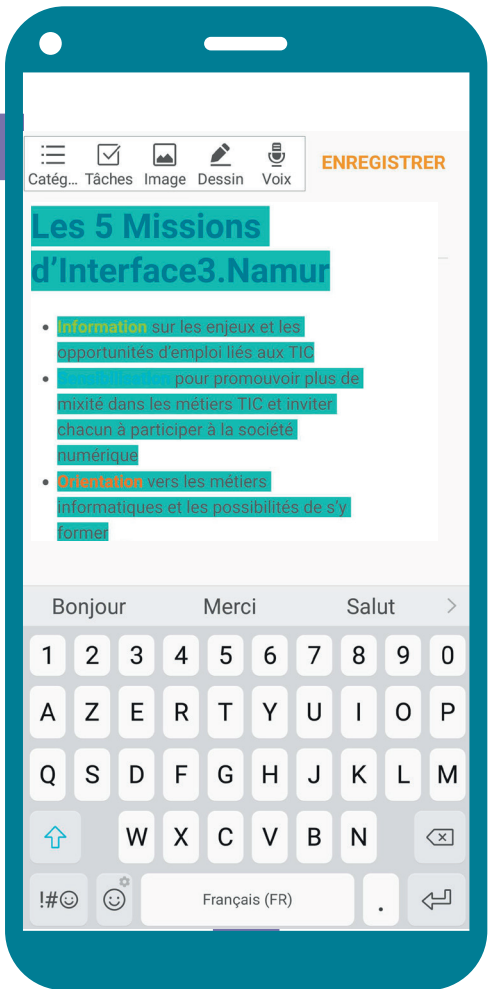 Catég... Tâches Image Dessin Voix
ENREGISTRER
Les 5 Missions
d'Interface3.Namur
• Information sur les enjeux et les
opportunités d'emploi liés aux TIC
• Sensibilisation pour promouvoir plus de
mixité dans les métiers TIC et inviter
chacun à participer à la société
numérique
• Orientation vers les métiers
informatiques et les possibilités de s'y
former
Bonjour Merci Salut >
1 2 3 4 5 6 7 8 9 0
A Z E R T Y U I O P
Q S D F G H J K L M
W X C V B N
!#☺ Français (FR) .